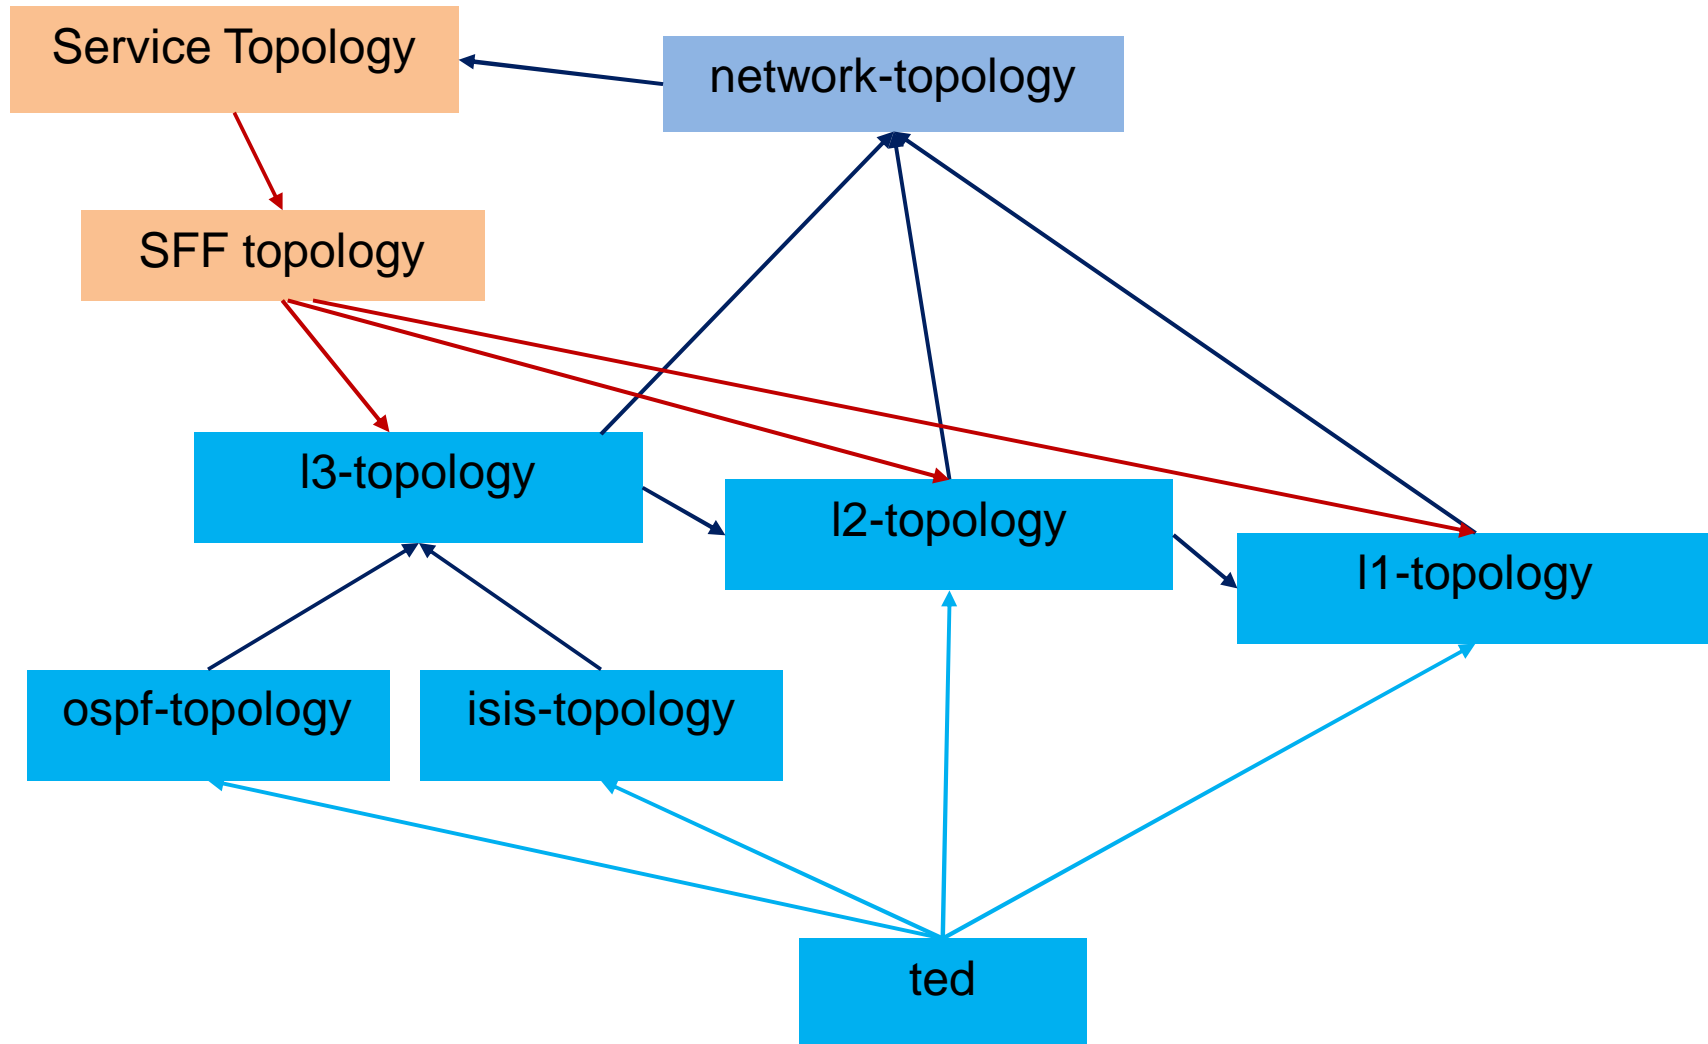 Service Topology
network-topology
SFF topology
l3-topology
l2-topology
l1-topology
ospf-topology
isis-topology
ted